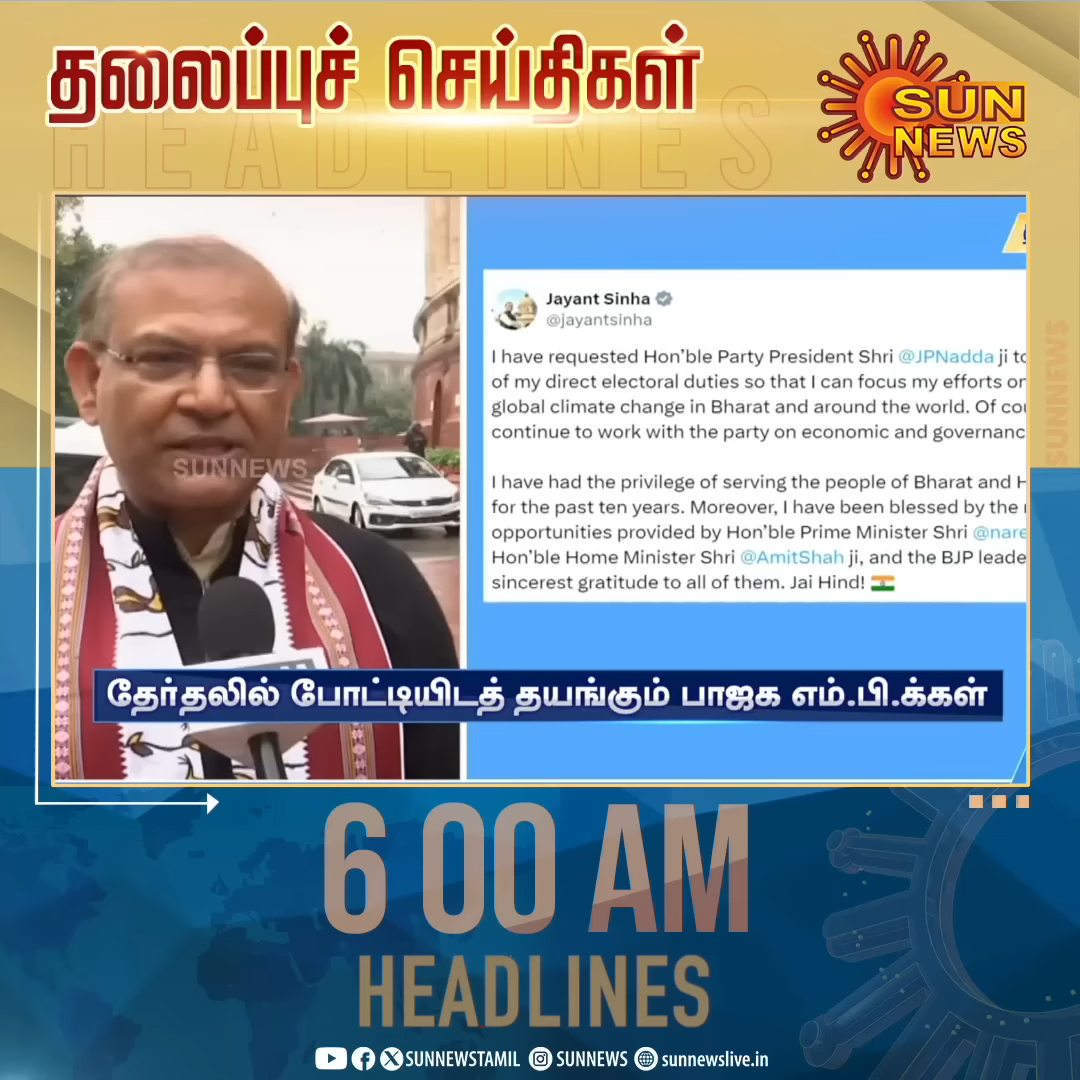 தலைப்புச் செய்திகள்
HEADLINES
SUN
NEWS
Jayant Sinha
@jayantsinha
I have requested Hon'ble Party President Shri @JPNadda ji to
of my direct electoral duties so that I can focus my efforts on
global climate change in Bharat and around the world. Of cou
continue to work with the party on economic and governanc
I have had the privilege of serving the people of Bharat and H
for the past ten years. Moreover, I have been blessed by the
opportunities provided by Hon'ble Prime Minister Shri @nare
Hon'ble Home Minister Shri @AmitShah ji, and the BJP leade
sincerest gratitude to all of them. Jai Hind!
SUNNEWS
SUNNEWS
தேர்தலில் போட்டியிடத் தயங்கும் பாஜக எம்.பி.க்கள்
6 00 AM
HEADLINES
SUNNEWSTAMIL SUNNEWS sunnewslive.in